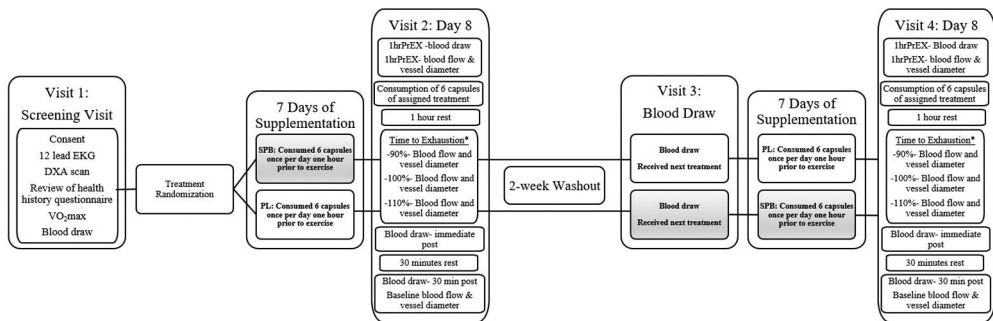 Visit 1:
Screening Visit
Consent
12 lead EKG
DXA scan
Review of health
history questionnaire
VO₂max
Blood draw
Treatment
Randomization
7 Days of
Supplementation
SPB: Consumed 6 capsules
once per day one hour
prior to exercise
PL: Consumed 6 capsules
once per day one hour
prior to exercise
Visit 2: Day 8
1hrPrEX -blood draw
1hrPrEX- blood flow &
vessel diameter
Consumption of 6 capsules
of assigned treatment
1 hour rest
Time to Exhaustion*
-90%- Blood flow and
vessel diameter
-100%- Blood flow and
vessel diameter
-110%- Blood flow and
vessel diameter
Blood draw- immediate
post
30 minutes rest
Blood draw- 30 min post
Baseline blood flow &
vessel diameter
2-week Washout
Visit 3:
Blood Draw
Blood draw
Received next treatment
Blood draw
Received next treatment
7 Days of
Supplementation
PL: Consumed 6 capsules
once per day one hour
prior to exercise
SPB: Consumed 6 capsules
once per day one hour
prior to exercise
Visit 4: Day 8
1hrPrEX- Blood draw
1hrPrEX- blood flow &
vessel diameter
Consumption of 6 capsules
of assigned treatment
1 hour rest
Time to Exhaustion*
-90%- Blood flow and
vessel diameter
-100%- Blood flow and
vessel diameter
-110%- Blood flow and
vessel diameter
Blood draw- immediate
post
30 minutes rest
Blood draw- 30 min post
Baseline blood flow &
vessel diameter